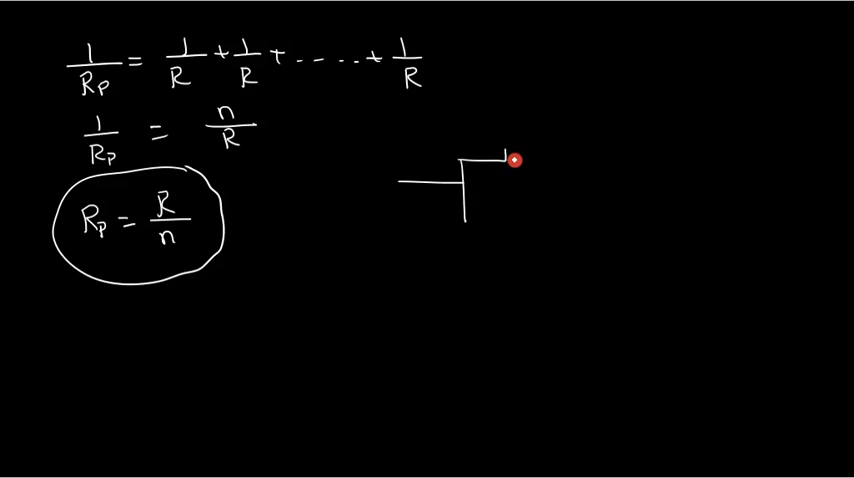 1/Rp = 1/R + 1/R + ..... + 1/R
1/Rp = n/R
Rp = R/n